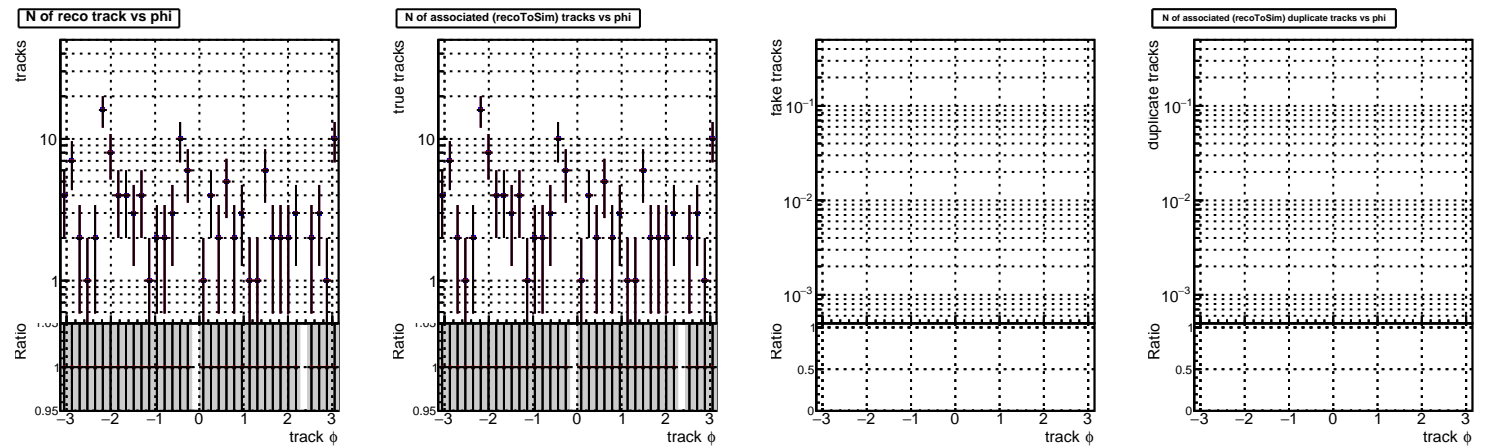 N of reco track vs phi
tracks
10
1
Ratio
1.05
0.95
−3 −2 −1 0 1 2 3
track ϕ
N of associated (recoToSim) tracks vs phi
true tracks
10
1
Ratio
1.05
0.95
−3 −2 −1 0 1 2 3
track ϕ
fake tracks
10−1
10−2
10−3
Ratio
1
0.5
0
−3 −2 −1 0 1 2 3
track ϕ
N of associated (recoToSim) duplicate tracks vs phi
duplicate tracks
10−1
10−2
10−3
Ratio
1
0.5
0
−3 −2 −1 0 1 2 3
track ϕ